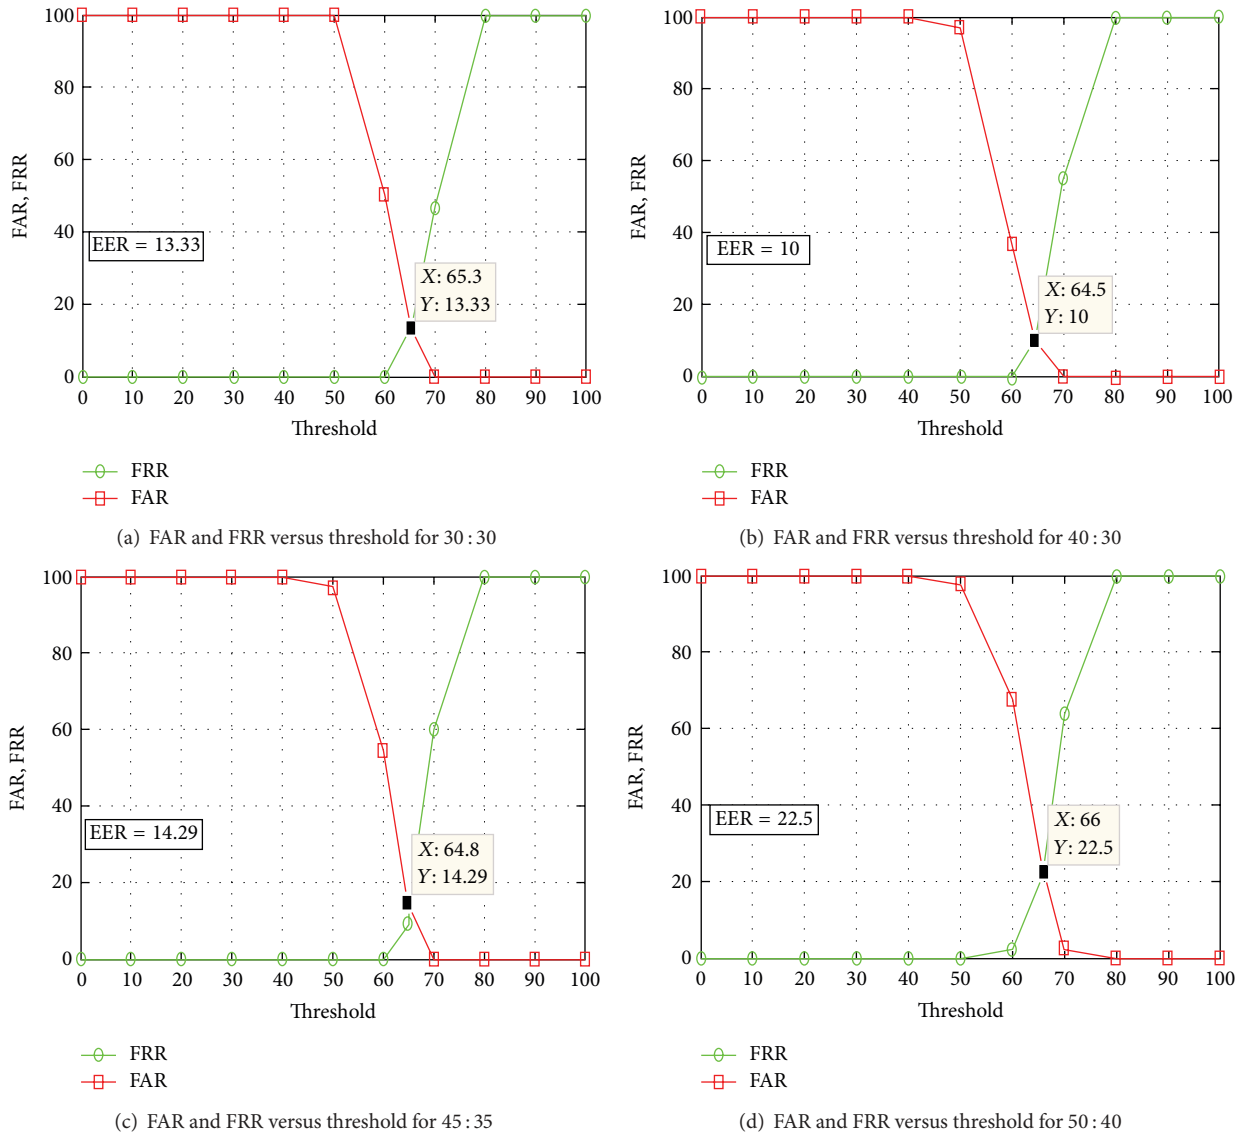 100
80
60
40
20
0
FAR, FRR
EER = 13.33
X: 65.3
Y: 13.33
0 10 20 30 40 50 60 70 80 90 100
Threshold
FRR
FAR
(a) FAR and FRR versus threshold for 30 : 30
100
80
60
40
20
0
FAR, FRR
EER = 10
X: 64.5
Y: 10
0 10 20 30 40 50 60 70 80 90 100
Threshold
FRR
FAR
(b) FAR and FRR versus threshold for 40 : 30
100
80
60
40
20
0
FAR, FRR
EER = 14.29
X: 64.8
Y: 14.29
0 10 20 30 40 50 60 70 80 90 100
Threshold
FRR
FAR
(c) FAR and FRR versus threshold for 45 : 35
100
80
60
40
20
0
FAR, FRR
EER = 22.5
X: 66
Y: 22.5
0 10 20 30 40 50 60 70 80 90 100
Threshold
FRR
FAR
(d) FAR and FRR versus threshold for 50 : 40